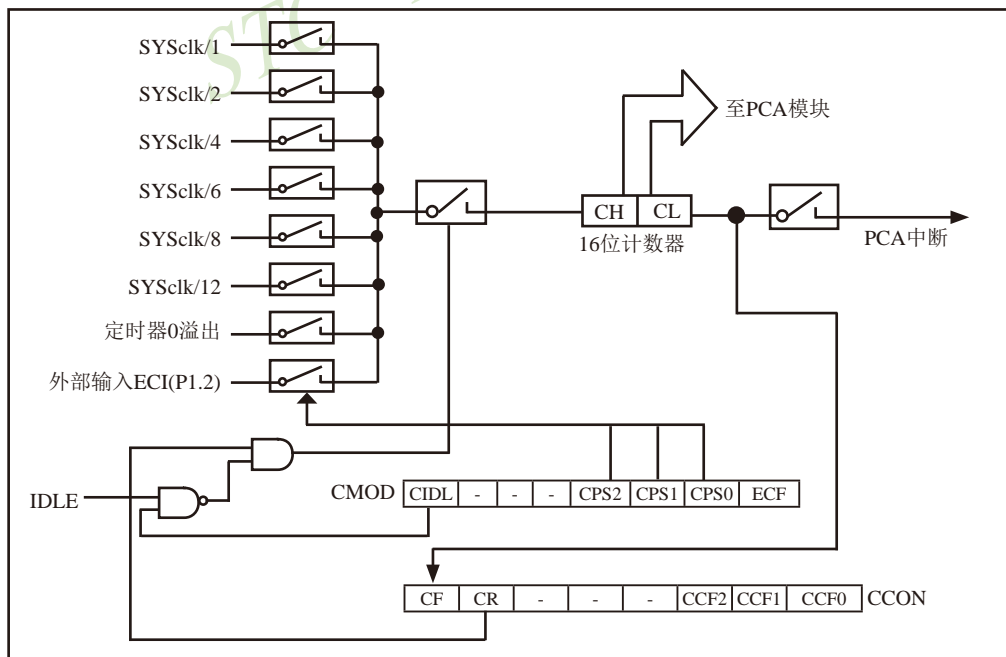 STC
SYSclk/1
SYSclk/2
SYSclk/4
SYSclk/6
SYSclk/8
SYSclk/12
定时器0溢出
外部输入ECI(P1.2)
至PCA模块
CH CL
16位计数器
PCA中断
IDLE
CMOD CIDL - - - CPS2 CPS1 CPS0 ECF
CF CR - - - CCF2 CCF1 CCF0 CCON